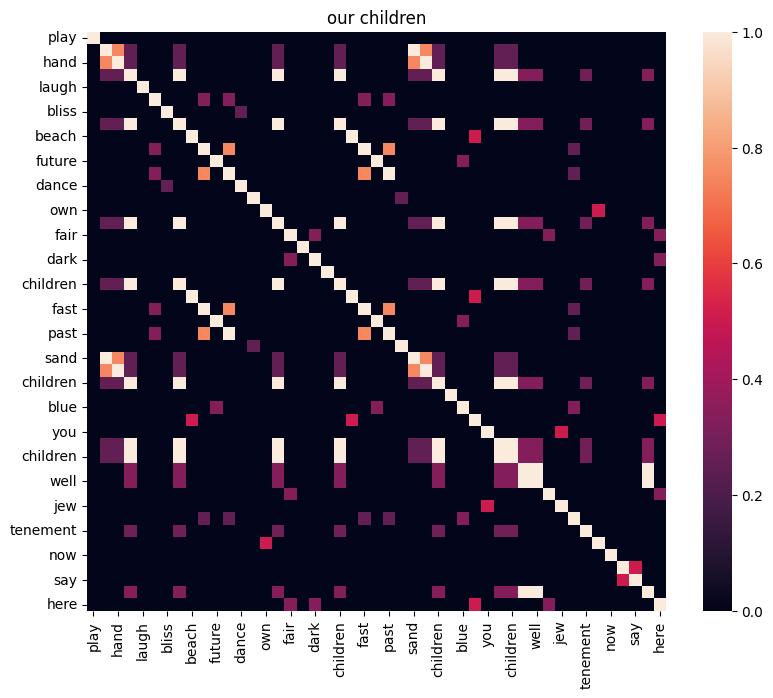 our children
play
hand
laugh
bliss
beach
future
dance
own
fair
dark
children
fast
past
sand
children
blue
you
children
well
jew
tenement
now
say
here
1.0
0.8
0.6
0.4
0.2
0.0
play
hand
laugh
bliss
beach
future
dance
own
fair
dark
children
fast
past
sand
children
blue
you
children
well
jew
tenement
now
say
here